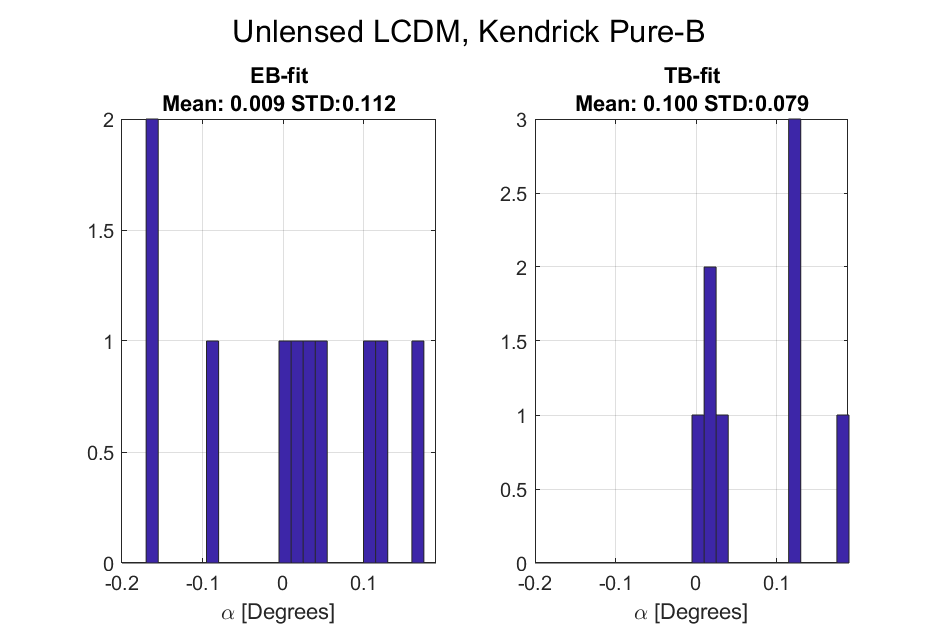 Unlensed LCDM, Kendrick Pure-B
EB-fit
Mean: 0.009 STD:0.112
2
1.5
1
0.5
0
-0.2
-0.1
0
0.1
α [Degrees]
TB-fit
Mean: 0.100 STD:0.079
3
2.5
2
1.5
1
0.5
0
-0.2
-0.1
0
0.1
α [Degrees]